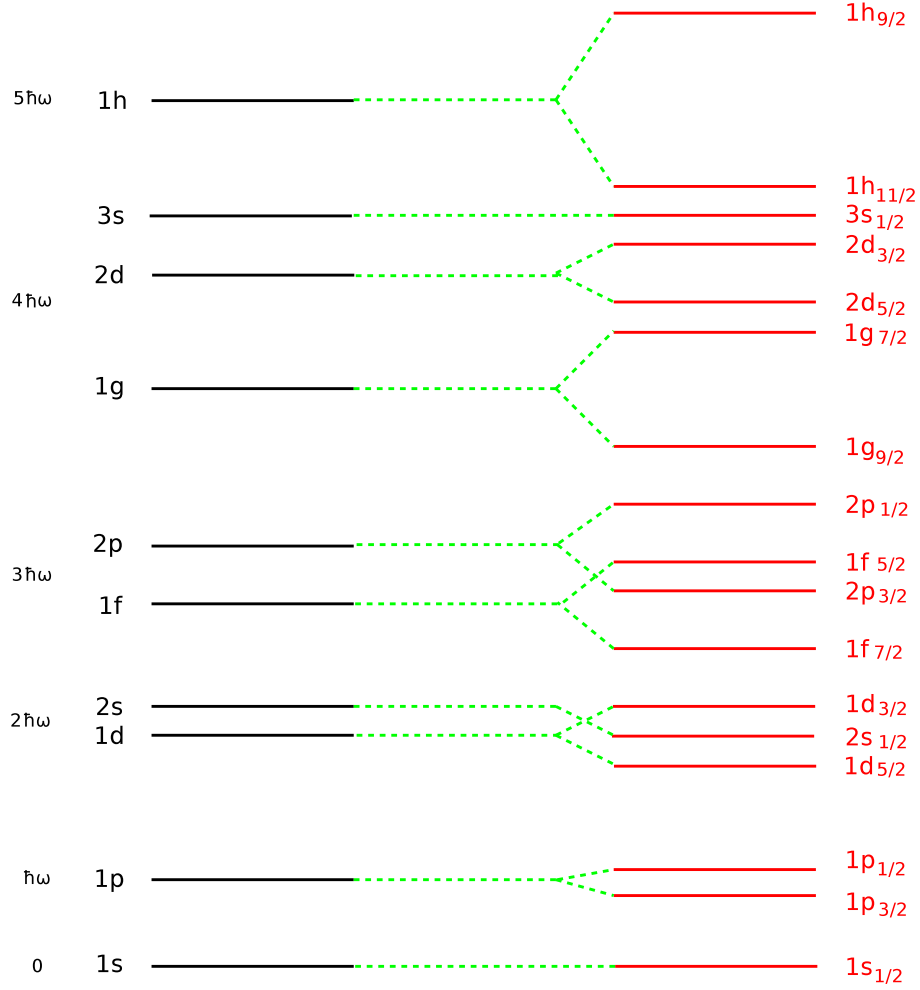 1h9/2
5ħω 1h
1h11/2
3s 3s1/2
2d3/2
2d
4ħω 2d5/2
1g7/2
1g
1g9/2
2p1/2
2p
3ħω 1f5/2
2p3/2
1f
1f7/2
2s 1d3/2
2ħω
1d 2s1/2
1d5/2
1p1/2
ħω 1p
1p3/2
0 1s 1s1/2